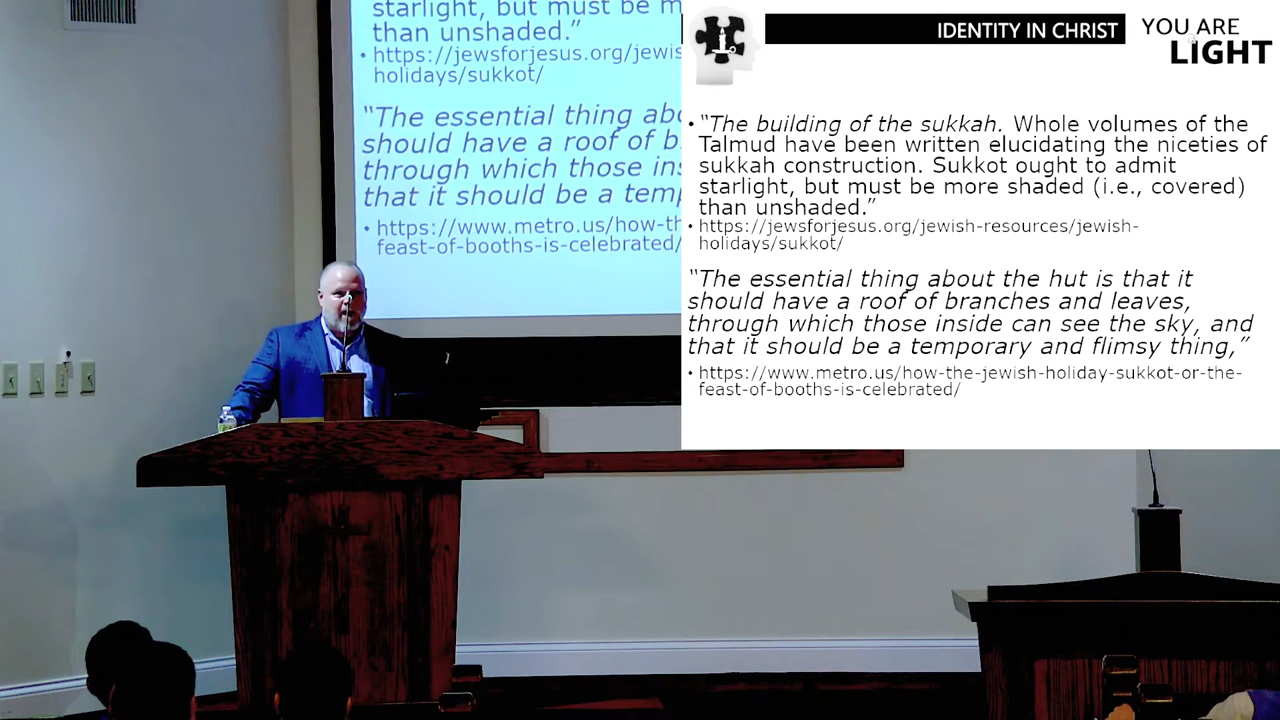 starlight, but must be m
than unshaded.”
• https://jewsforjesus.org/jewis
holidays/sukkot/
“The essential thing abo
should have a roof of b
through which those ins
that it should be a temp
• https://www.metro.us/how-th
feast-of-booths-is-celebrated/
IDENTITY IN CHRIST
YOU ARE
LIGHT
• “The building of the sukkah. Whole volumes of the
Talmud have been written elucidating the niceties of
sukkah construction. Sukkot ought to admit
starlight, but must be more shaded (i.e., covered)
than unshaded.”
• https://jewsforjesus.org/jewish-resources/jewish-
holidays/sukkot/
“The essential thing about the hut is that it
should have a roof of branches and leaves,
through which those inside can see the sky, and
that it should be a temporary and flimsy thing,”
• https://www.metro.us/how-the-jewish-holiday-sukkot-or-the-
feast-of-booths-is-celebrated/